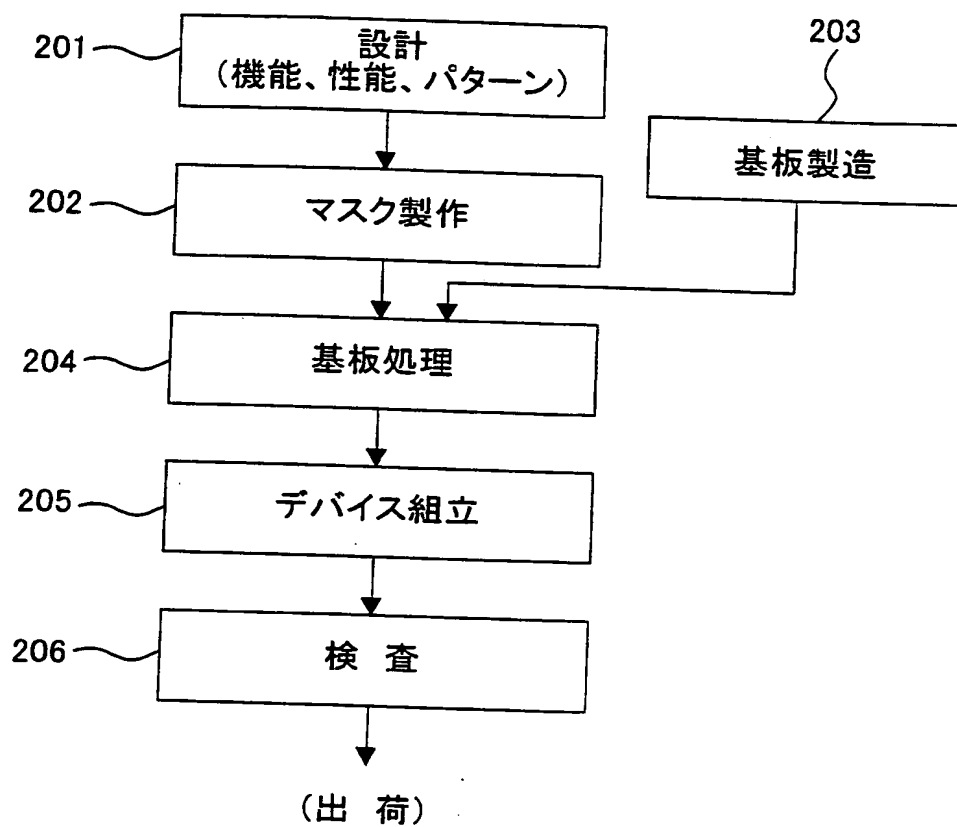 201
設計
(機能、性能、パターン)
203
基板製造
202
マスク製作
204
基板処理
205
デバイス組立
206
検 査
(出 荷)